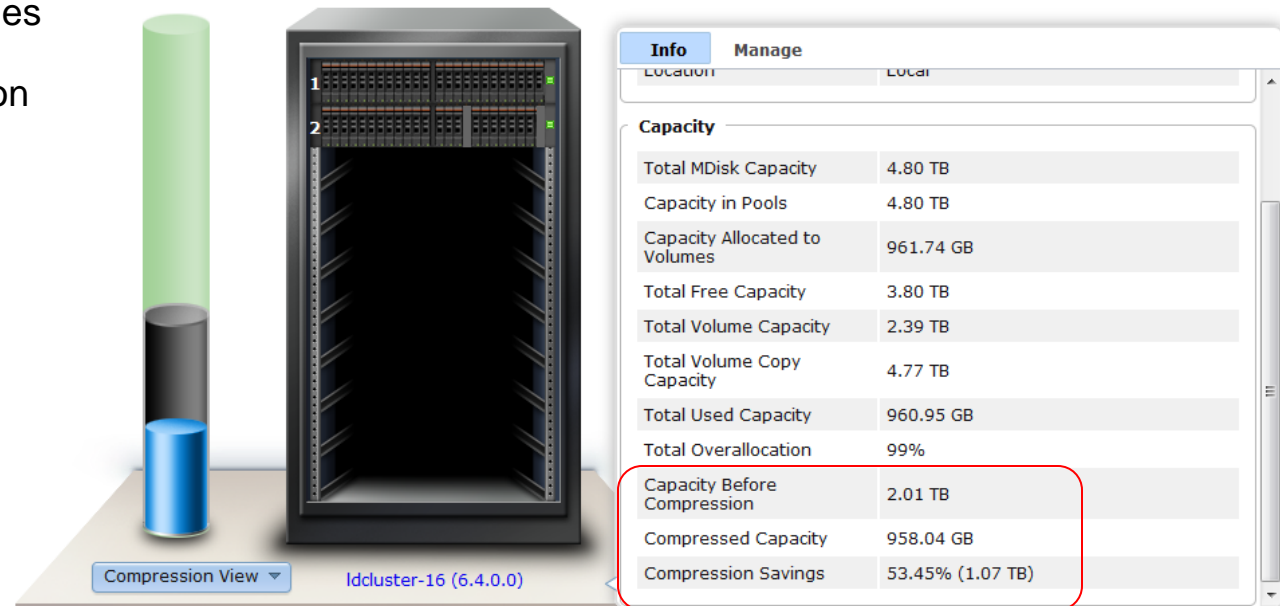 Info Manage
Location Local
Capacity
Total MDisk Capacity 4.80 TB
Capacity in Pools 4.80 TB
Capacity Allocated to
Volumes 961.74 GB
Total Free Capacity 3.80 TB
Total Volume Capacity 2.39 TB
Total Volume Copy
Capacity 4.77 TB
Total Used Capacity 960.95 GB
Total Overallocation 99%
Capacity Before
Compression 2.01 TB
Compressed Capacity 958.04 GB
Compression Savings 53.45% (1.07 TB)
1
2
Compression View
ldcluster-16 (6.4.0.0)